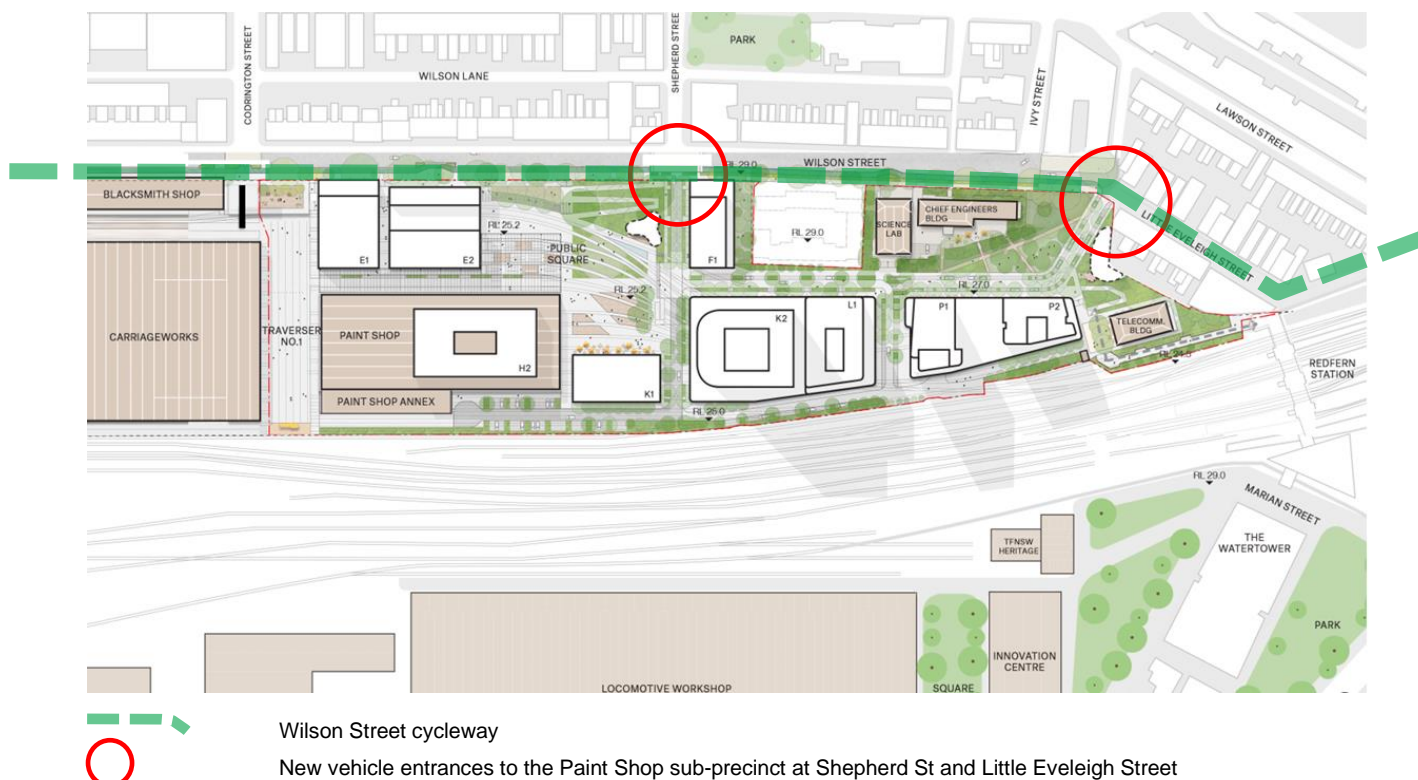 CODRINGTON STREET
SHEPHERD STREET
PARK
WILSON LANE
IVY STREET
LAWSON STREET
RL 29.0
WILSON STREET
BLACKSMITH SHOP
CHIEF ENGINEERS
BLDG
SCIENCE
LAB
LITTLE EVELEIGH STREET
RL 25.2
PUBLIC
SQUARE
RL 29.0
E1
E2
F1
RL 25.2
RL 27.0
CARRIAGEWORKS
TRAVERSER
NO.1
PAINT SHOP
H2
K2
L1
P1
P2
TELECOMM.
BLDG
RL 24.5
REDFERN
STATION
PAINT SHOP ANNEX
K1
RL 25.0
RL 29.0
MARIAN STREET
TFNSW
HERITAGE
THE
WATERTOWER
PARK
INNOVATION
CENTRE
LOCOMOTIVE WORKSHOP
SQUARE
Wilson Street cycleway
New vehicle entrances to the Paint Shop sub-precinct at Shepherd St and Little Eveleigh Street